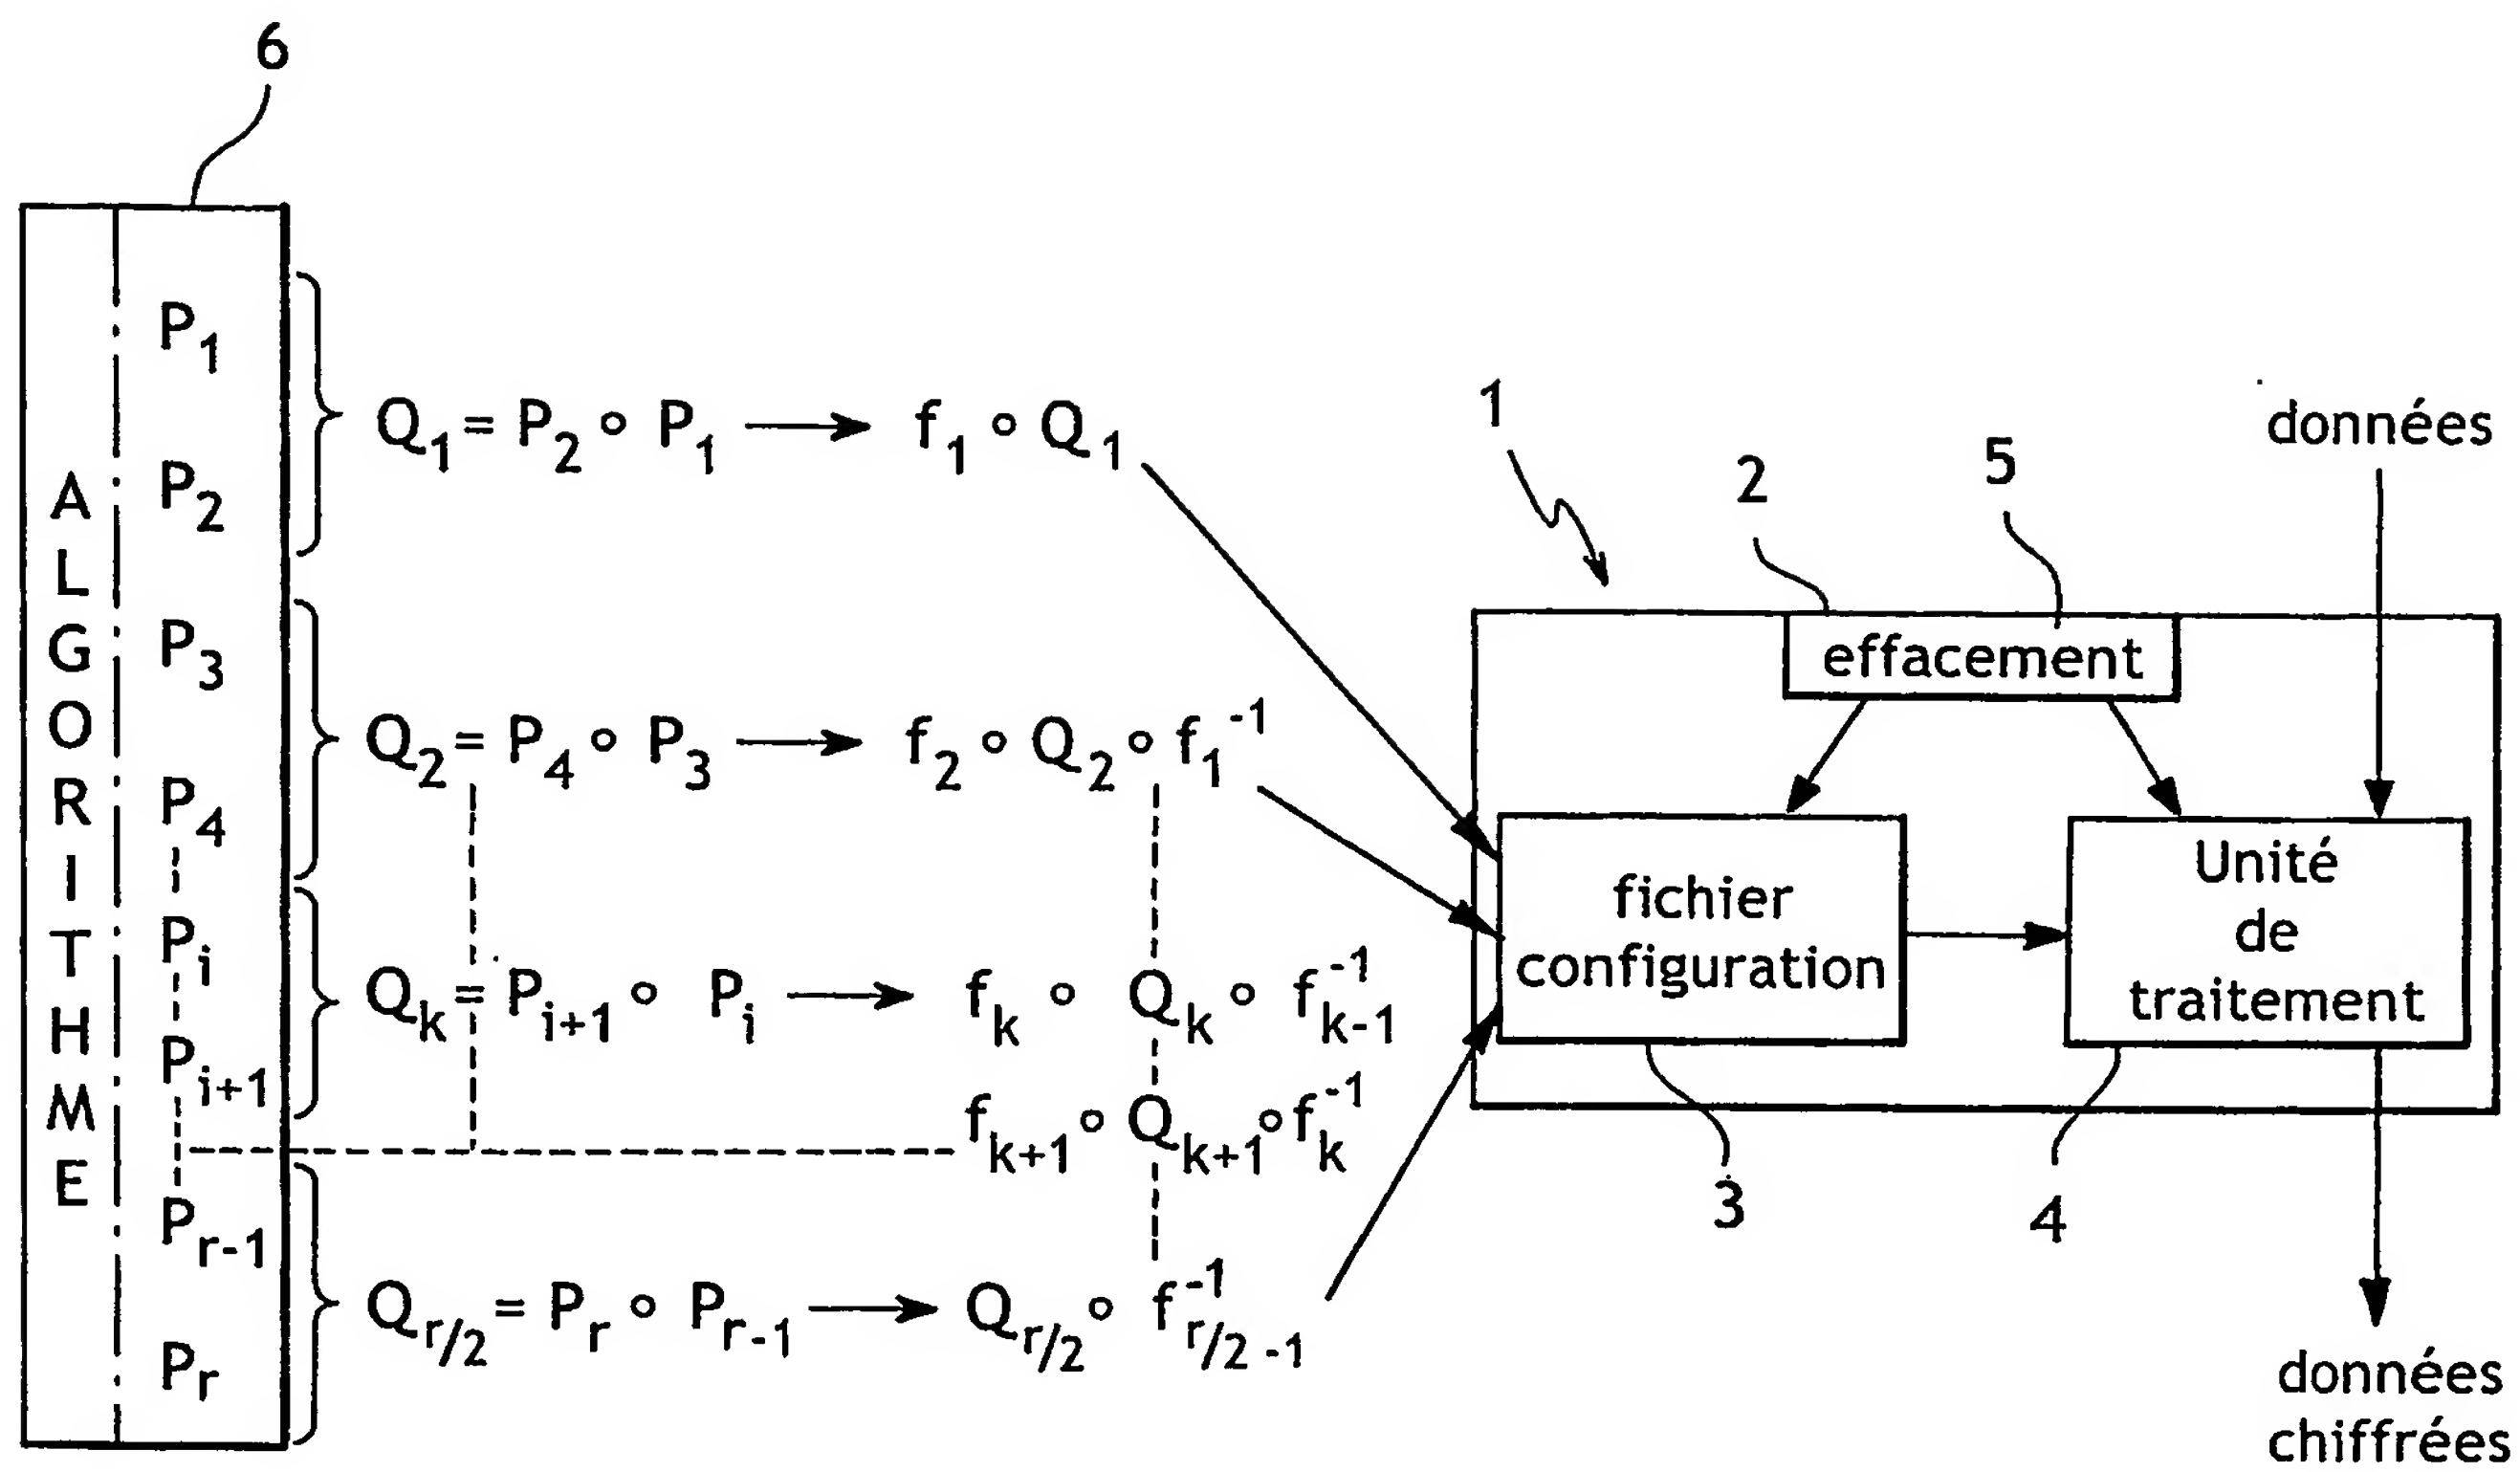 6
ALGORITHME
P1
P2
P3
P4
Pi
Pi+1
Pr-1
Pr
Q1 = P2 ∘ P1 → f1 ∘ Q1
Q2 = P4 ∘ P3 → f2 ∘ Q2 ∘ f1^-1
Qk = Pi+1 ∘ Pi → fk ∘ Qk ∘ fk-1^-1
fk+1 ∘ Qk+1 ∘ fk^-1
Qr/2 = Pr ∘ Pr-1 → Qr/2 ∘ fr/2-1^-1
1
2
5
données
effacement
fichier
configuration
Unité
de
traitement
3
4
données
chiffrées